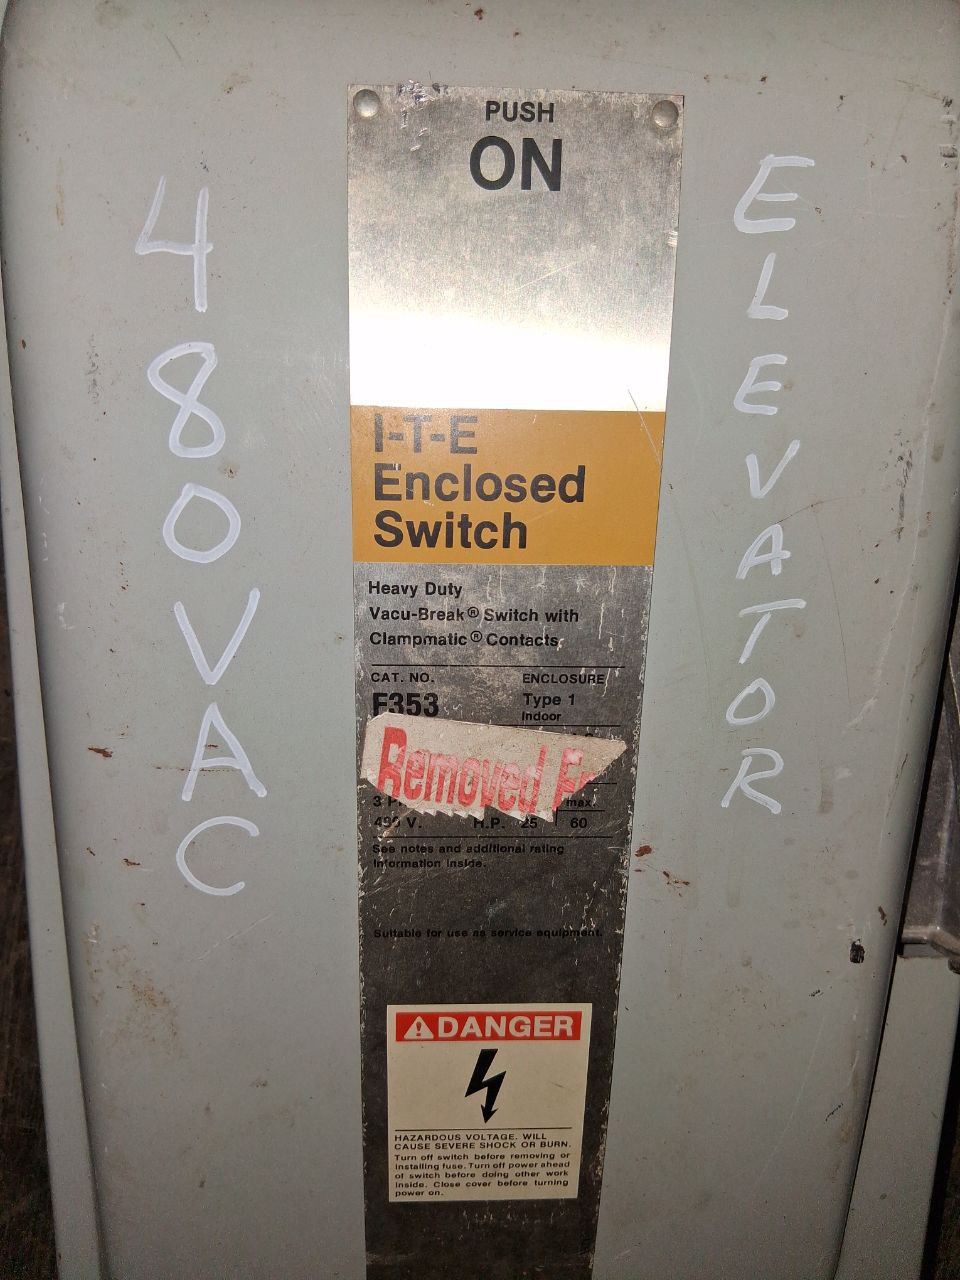 PUSH
ON
480VAC
ELEVATOR
I-T-E
Enclosed
Switch
Heavy Duty
Vacu-Break® Switch with
Clampmatic® Contacts
CAT. NO. ENCLOSURE
F353 Type 1
Indoor
Removed
3 max.
480 V. H.P. 25 60
See notes and additional rating
information inside.
Suitable for use as service equipment.
DANGER
HAZARDOUS VOLTAGE. WILL
CAUSE SEVERE SHOCK OR BURN.
Turn off switch before removing or
installing fuse. Turn off power ahead
of switch before doing other work
inside. Close cover before turning
power on.